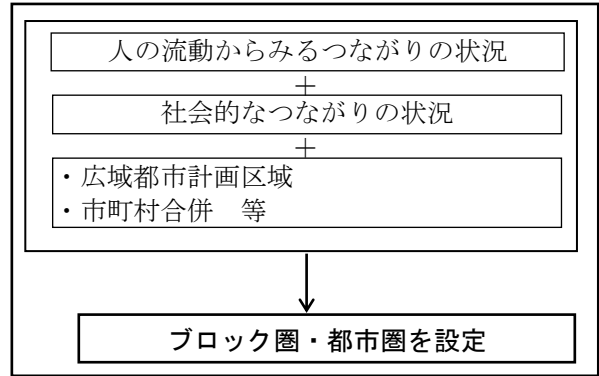 人の流動からみるつながりの状況
＋
社会的なつながりの状況
＋
・広域都市計画区域
・市町村合併　等
ブロック圏・都市圏を設定